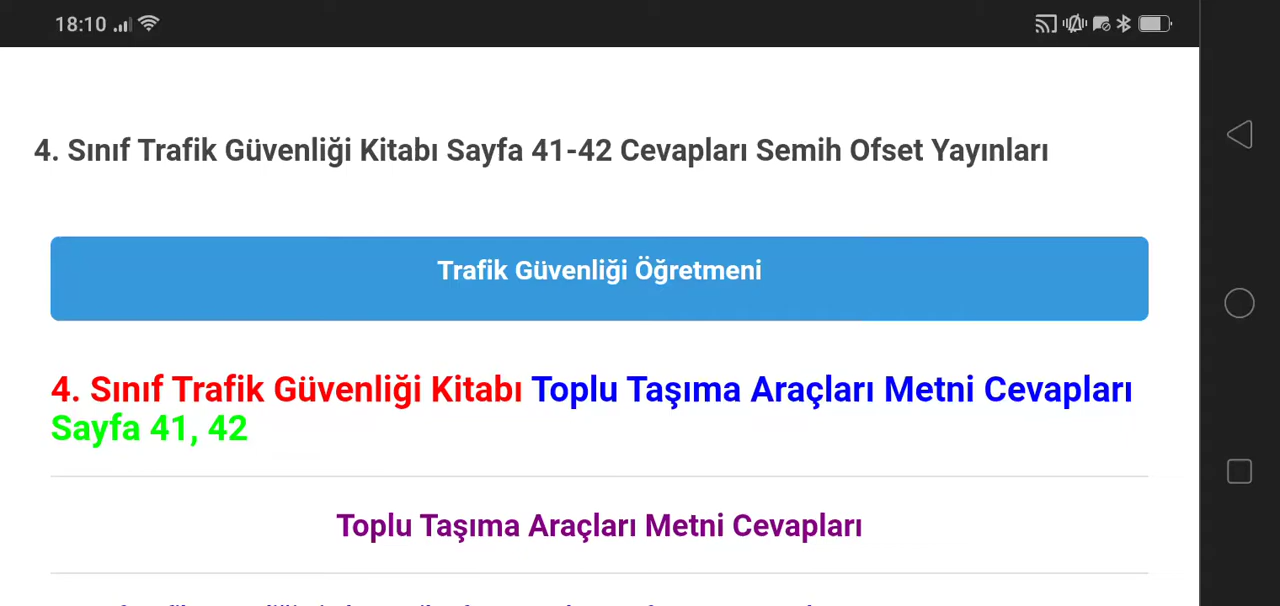 18:10
4. Sınıf Trafik Güvenliği Kitabı Sayfa 41-42 Cevapları Semih Ofset Yayınları
Trafik Güvenliği Öğretmeni
4. Sınıf Trafik Güvenliği Kitabı Toplu Taşıma Araçları Metni Cevapları
Sayfa 41, 42
Toplu Taşıma Araçları Metni Cevapları